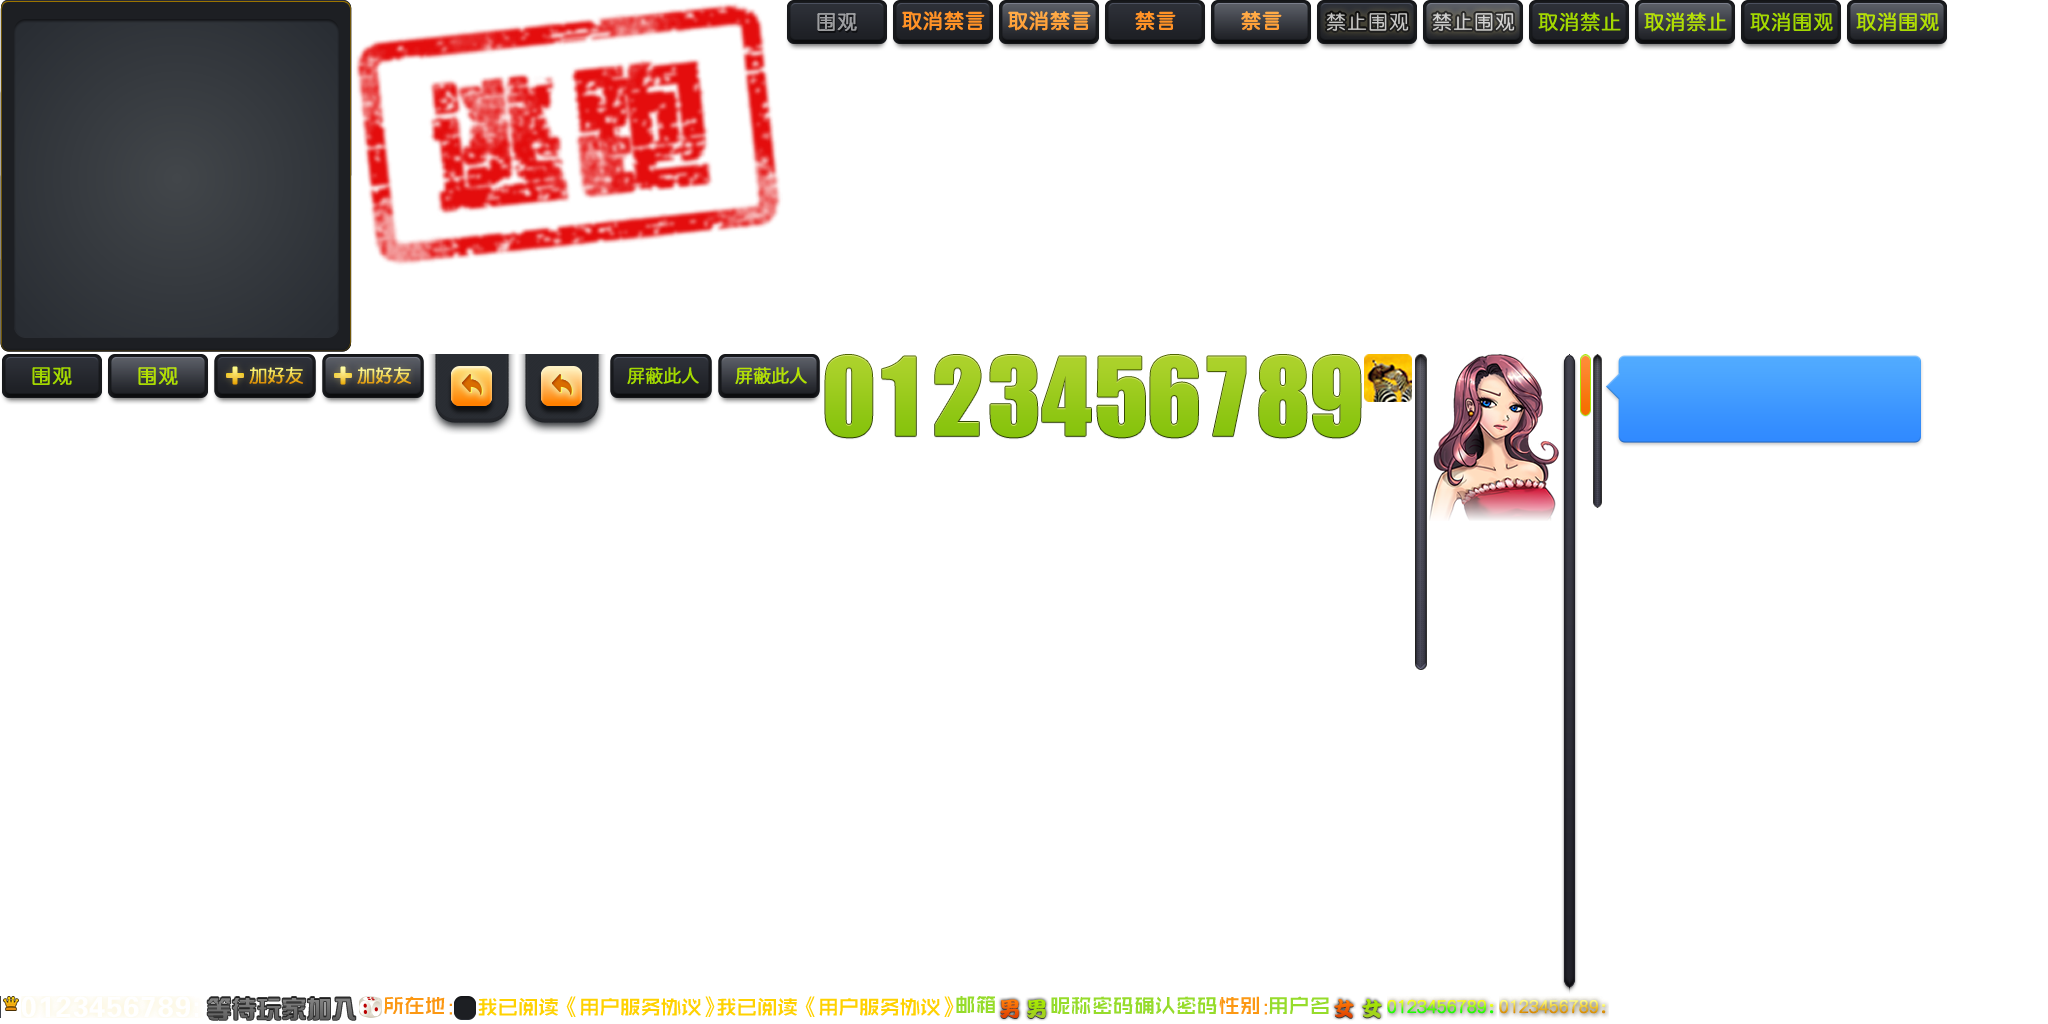 逃跑
围观 取消禁言 取消禁言 禁言 禁言 禁止围观 禁止围观 取消禁止 取消禁止 取消围观 取消围观
围观 围观 加好友 加好友 屏蔽此人 屏蔽此人 0123456789
0123456789 等待玩家加入 所在地: 我已阅读《用户服务协议》我已阅读《用户服务协议》邮箱 男 男 昵称密码确认密码性别:用户名 女 女 0123456789: 0123456789: